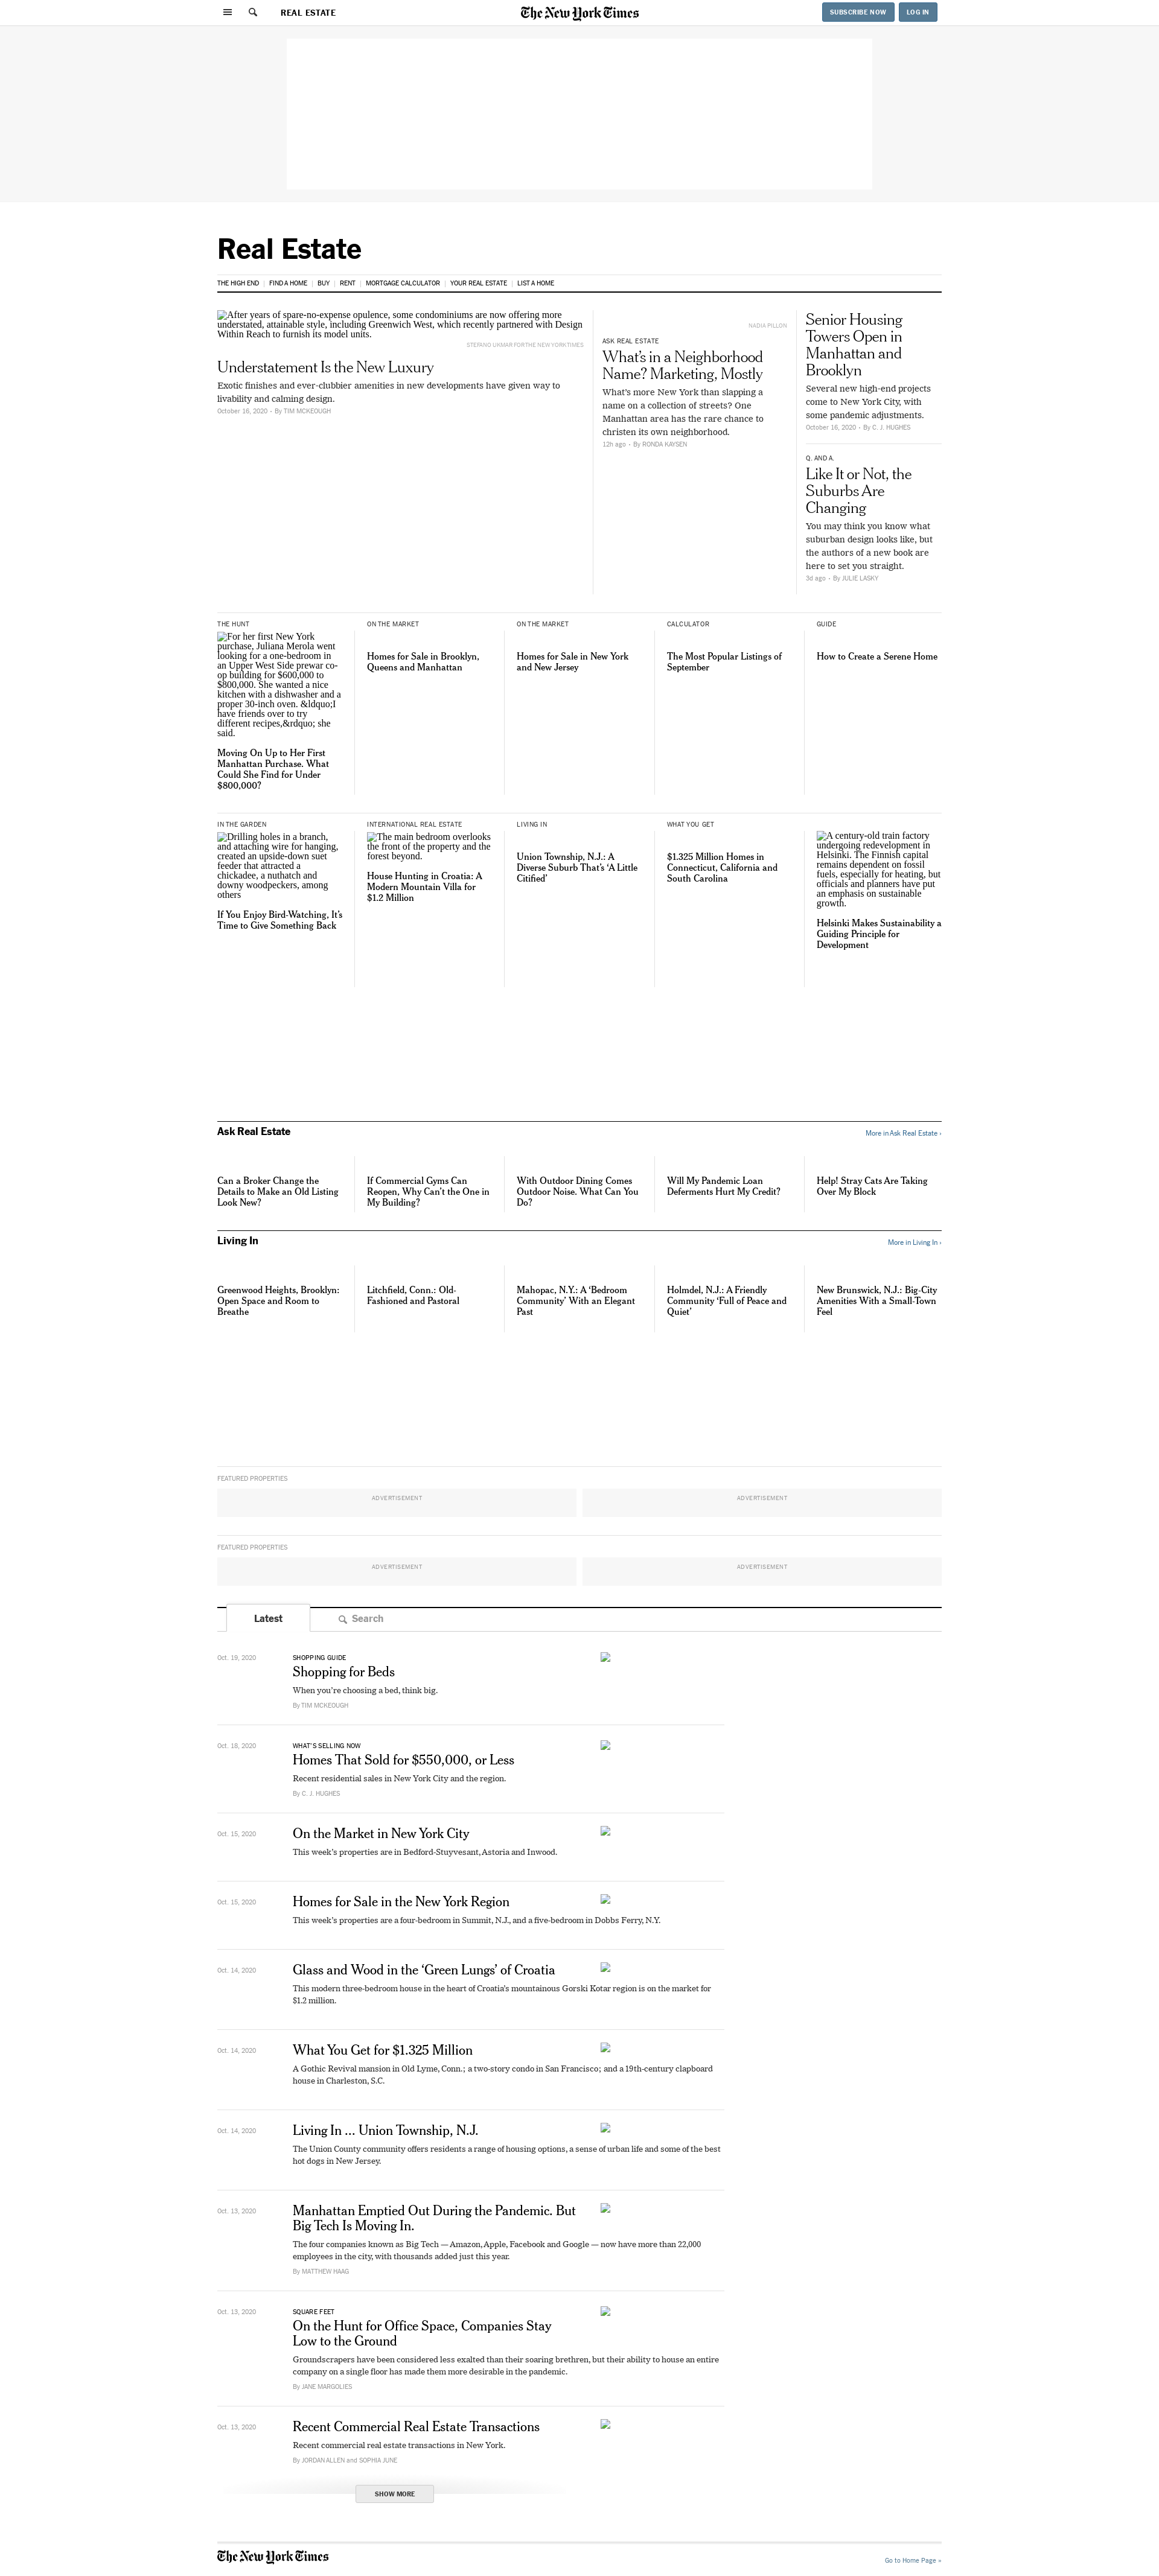 REAL ESTATE
The New York Times
SUBSCRIBE NOW
LOG IN
Real Estate
THE HIGH END
FIND A HOME
BUY
RENT
MORTGAGE CALCULATOR
YOUR REAL ESTATE
LIST A HOME
After years of spare-no-expense opulence, some condominiums are now offering more
understated, attainable style, including Greenwich West, which recently partnered with Design
Within Reach to furnish its model units.
STEFANO UKMAR FOR THE NEW YORK TIMES
Understatement Is the New Luxury
Exotic finishes and ever-clubbier amenities in new developments have given way to
livability and calming design.
October 16, 2020 • By TIM MCKEOUGH
NADIA PILLON
ASK REAL ESTATE
What’s in a Neighborhood
Name? Marketing, Mostly
What’s more New York than slapping a
name on a collection of streets? One
Manhattan area has the rare chance to
christen its own neighborhood.
12h ago • By RONDA KAYSEN
Senior Housing
Towers Open in
Manhattan and
Brooklyn
Several new high-end projects
come to New York City, with
some pandemic adjustments.
October 16, 2020 • By C. J. HUGHES
Q. AND A.
Like It or Not, the
Suburbs Are
Changing
You may think you know what
suburban design looks like, but
the authors of a new book are
here to set you straight.
3d ago • By JULIE LASKY
THE HUNT
For her first New York
purchase, Juliana Merola went
looking for a one-bedroom in
an Upper West Side prewar co-
op building for $600,000 to
$800,000. She wanted a nice
kitchen with a dishwasher and a
proper 30-inch oven. &ldquo;I
have friends over to try
different recipes,&rdquo; she
said.
Moving On Up to Her First
Manhattan Purchase. What
Could She Find for Under
$800,000?
ON THE MARKET
Homes for Sale in Brooklyn,
Queens and Manhattan
ON THE MARKET
Homes for Sale in New York
and New Jersey
CALCULATOR
The Most Popular Listings of
September
GUIDE
How to Create a Serene Home
IN THE GARDEN
Drilling holes in a branch,
and attaching wire for hanging,
created an upside-down suet
feeder that attracted a
chickadee, a nuthatch and
downy woodpeckers, among
others
If You Enjoy Bird-Watching, It’s
Time to Give Something Back
INTERNATIONAL REAL ESTATE
The main bedroom overlooks
the front of the property and the
forest beyond.
House Hunting in Croatia: A
Modern Mountain Villa for
$1.2 Million
LIVING IN
Union Township, N.J.: A
Diverse Suburb That’s ‘A Little
Citified’
WHAT YOU GET
$1.325 Million Homes in
Connecticut, California and
South Carolina
A century-old train factory
undergoing redevelopment in
Helsinki. The Finnish capital
remains dependent on fossil
fuels, especially for heating, but
officials and planners have put
an emphasis on sustainable
growth.
Helsinki Makes Sustainability a
Guiding Principle for
Development
Ask Real Estate
More in Ask Real Estate ›
Can a Broker Change the
Details to Make an Old Listing
Look New?
If Commercial Gyms Can
Reopen, Why Can’t the One in
My Building?
With Outdoor Dining Comes
Outdoor Noise. What Can You
Do?
Will My Pandemic Loan
Deferments Hurt My Credit?
Help! Stray Cats Are Taking
Over My Block
Living In
More in Living In ›
Greenwood Heights, Brooklyn:
Open Space and Room to
Breathe
Litchfield, Conn.: Old-
Fashioned and Pastoral
Mahopac, N.Y.: A ‘Bedroom
Community’ With an Elegant
Past
Holmdel, N.J.: A Friendly
Community ‘Full of Peace and
Quiet’
New Brunswick, N.J.: Big-City
Amenities With a Small-Town
Feel
FEATURED PROPERTIES
ADVERTISEMENT
ADVERTISEMENT
FEATURED PROPERTIES
ADVERTISEMENT
ADVERTISEMENT
Latest
Search
Oct. 19, 2020
SHOPPING GUIDE
Shopping for Beds
When you’re choosing a bed, think big.
By TIM MCKEOUGH
Oct. 18, 2020
WHAT’S SELLING NOW
Homes That Sold for $550,000, or Less
Recent residential sales in New York City and the region.
By C. J. HUGHES
Oct. 15, 2020
On the Market in New York City
This week’s properties are in Bedford-Stuyvesant, Astoria and Inwood.
Oct. 15, 2020
Homes for Sale in the New York Region
This week’s properties are a four-bedroom in Summit, N.J., and a five-bedroom in Dobbs Ferry, N.Y.
Oct. 14, 2020
Glass and Wood in the ‘Green Lungs’ of Croatia
This modern three-bedroom house in the heart of Croatia’s mountainous Gorski Kotar region is on the market for
$1.2 million.
Oct. 14, 2020
What You Get for $1.325 Million
A Gothic Revival mansion in Old Lyme, Conn.; a two-story condo in San Francisco; and a 19th-century clapboard
house in Charleston, S.C.
Oct. 14, 2020
Living In ... Union Township, N.J.
The Union County community offers residents a range of housing options, a sense of urban life and some of the best
hot dogs in New Jersey.
Oct. 13, 2020
Manhattan Emptied Out During the Pandemic. But
Big Tech Is Moving In.
The four companies known as Big Tech — Amazon, Apple, Facebook and Google — now have more than 22,000
employees in the city, with thousands added just this year.
By MATTHEW HAAG
Oct. 13, 2020
SQUARE FEET
On the Hunt for Office Space, Companies Stay
Low to the Ground
Groundscrapers have been considered less exalted than their soaring brethren, but their ability to house an entire
company on a single floor has made them more desirable in the pandemic.
By JANE MARGOLIES
Oct. 13, 2020
Recent Commercial Real Estate Transactions
Recent commercial real estate transactions in New York.
By JORDAN ALLEN and SOPHIA JUNE
SHOW MORE
The New York Times
Go to Home Page »